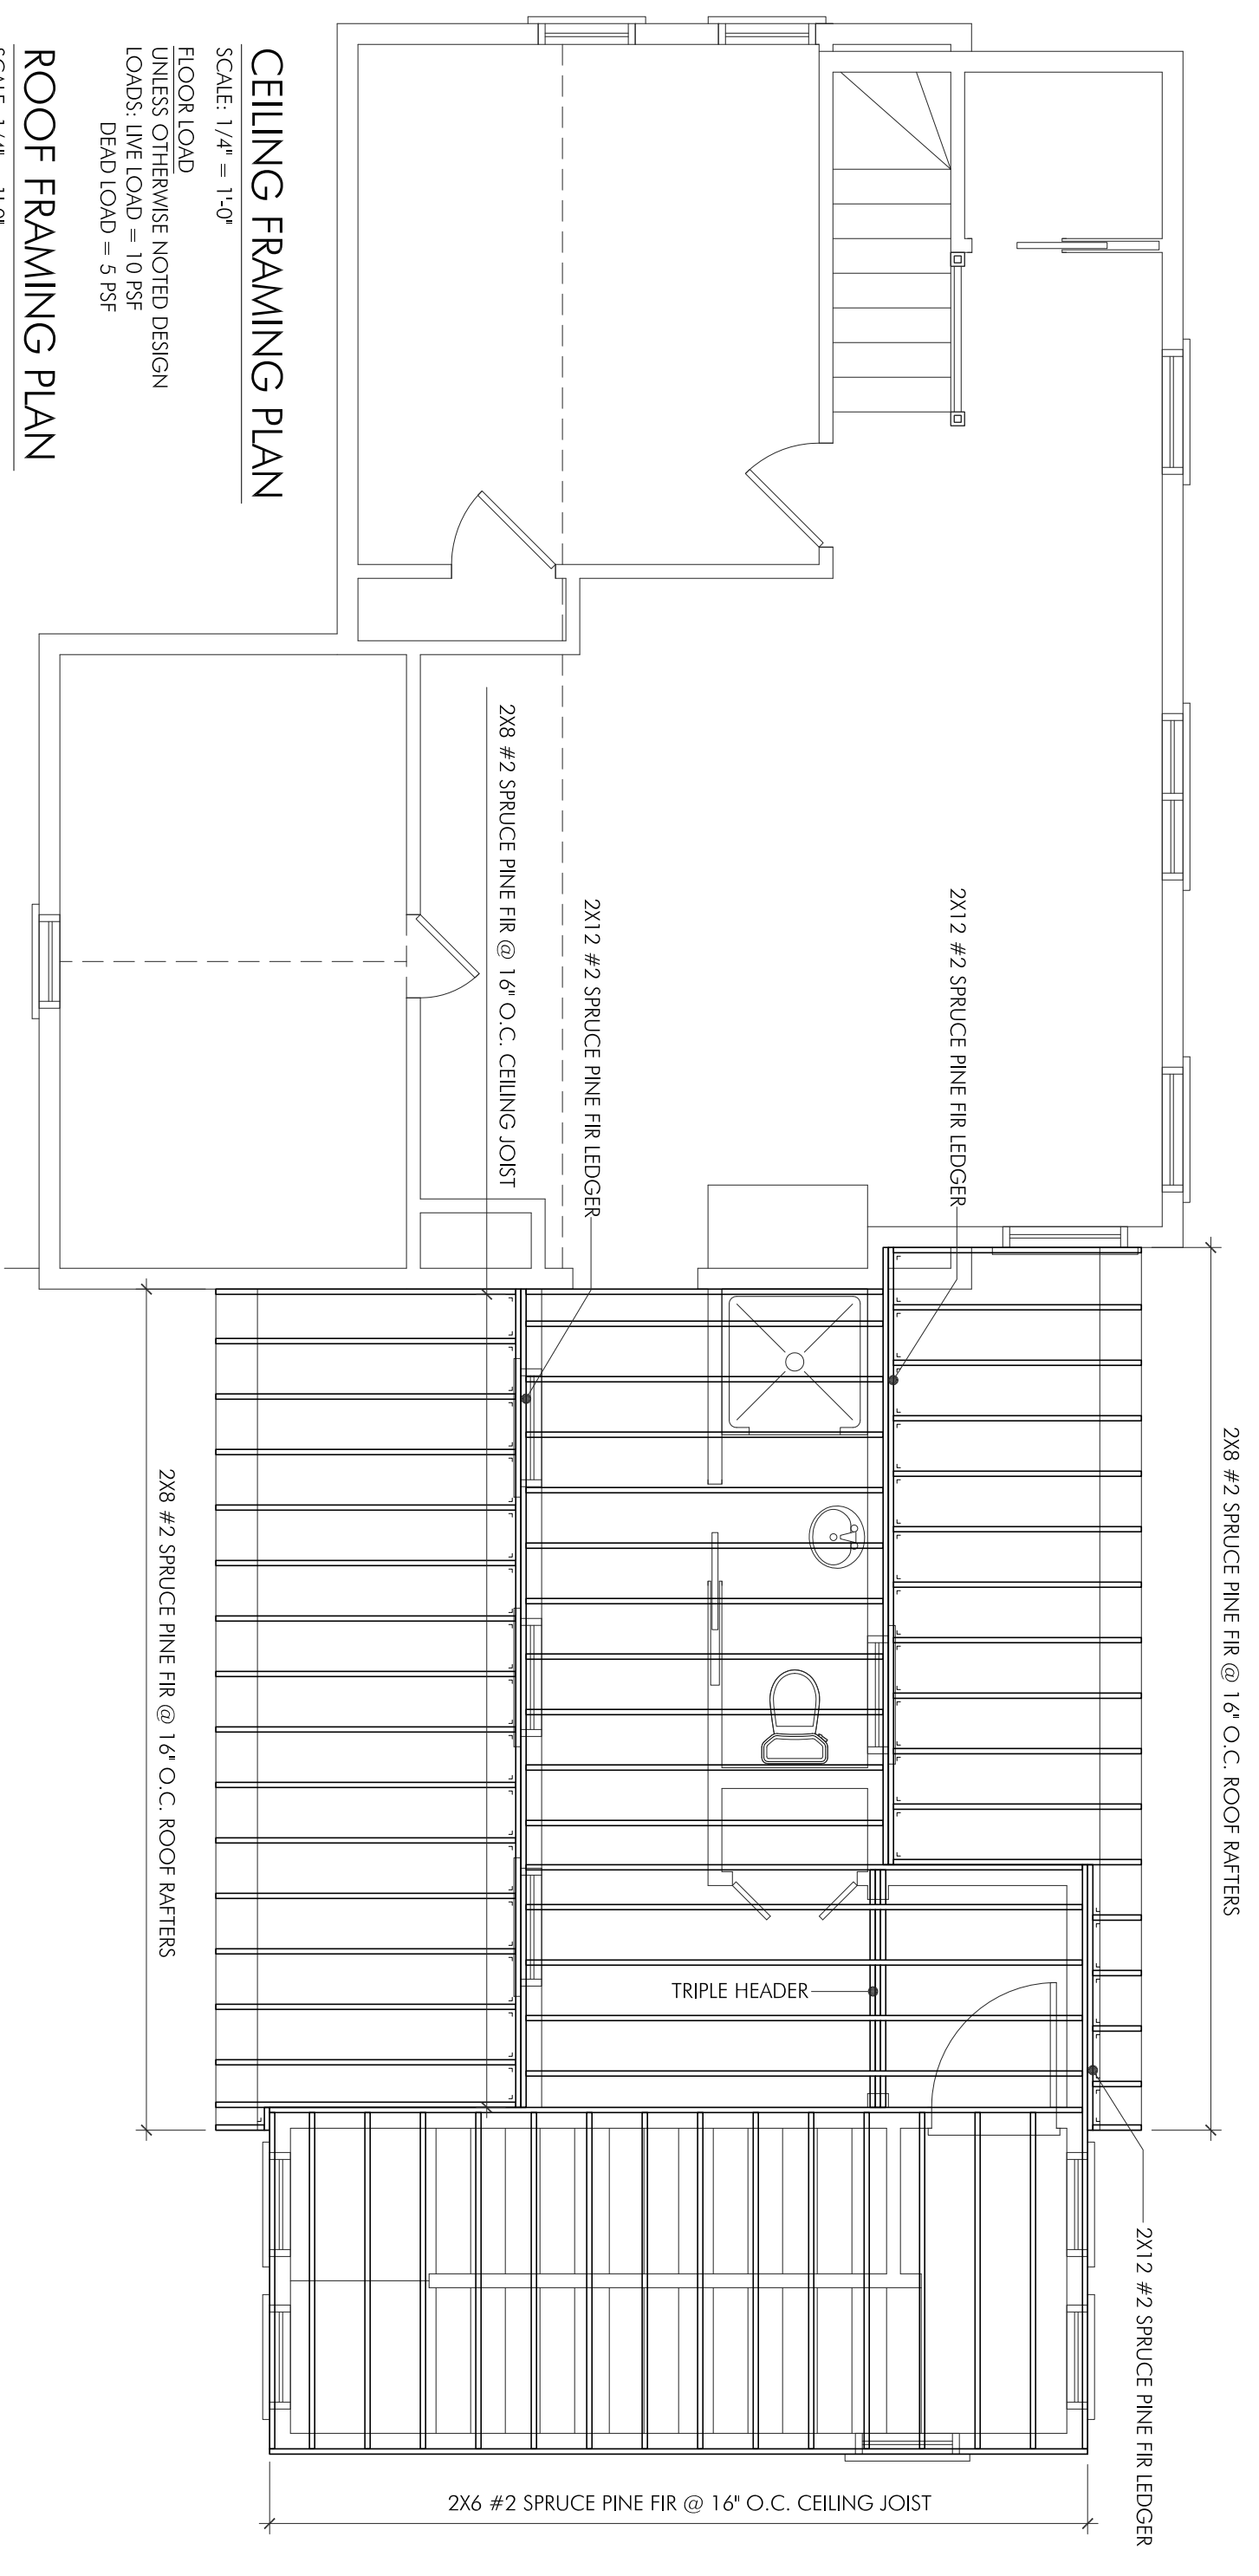 2X8 #2 SPRUCE PINE FIR @ 16" O.C. ROOF RAFTERS
2X12 #2 SPRUCE PINE FIR LEDGER
2X12 #2 SPRUCE PINE FIR LEDGER
2X12 #2 SPRUCE PINE FIR LEDGER
2X8 #2 SPRUCE PINE FIR @ 16" O.C. CEILING JOIST
TRIPLE HEADER
2X6 #2 SPRUCE PINE FIR @ 16" O.C. CEILING JOIST
2X8 #2 SPRUCE PINE FIR @ 16" O.C. ROOF RAFTERS
CEILING FRAMING PLAN
SCALE: 1/4" = 1'-0"
FLOOR LOAD
UNLESS OTHERWISE NOTED DESIGN
LOADS: LIVE LOAD = 10 PSF
DEAD LOAD = 5 PSF
ROOF FRAMING PLAN